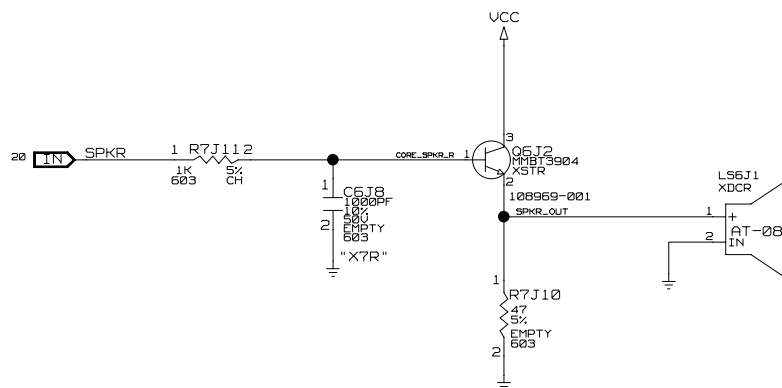 VCC
20 IN SPKR
1 R7J11 2
1K 5%
603 CH
CORE_SPKR_R 1
3
Q6J2
MMBT3904
XSTR
2
108969-001
SPKR_OUT
1
C6J8
1000PF
10%
50V
EMPTY
2
603
"X7R"
LS6J1
XDCR
1 +
AT-08
2 IN
1
R7J10
47
5%
EMPTY
2 603